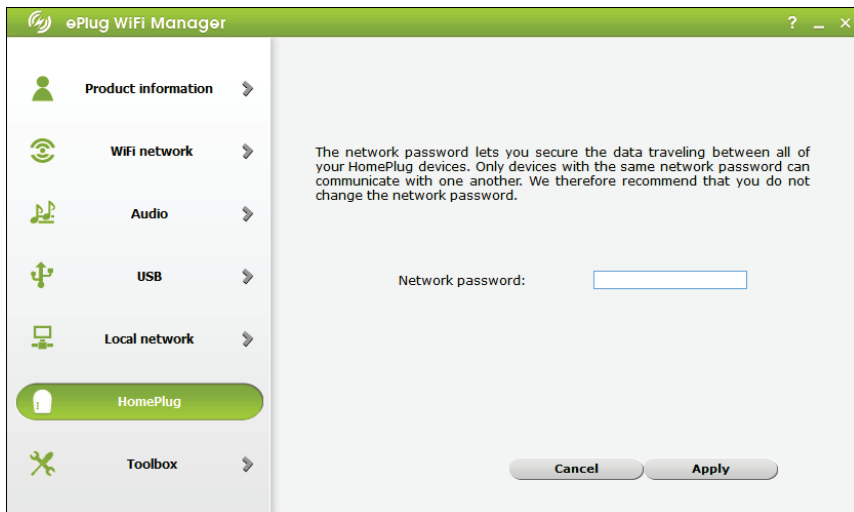 ePlug WiFi Manager ? _ ×
Product information
WiFi network
Audio
USB
Local network
HomePlug
Toolbox
The network password lets you secure the data traveling between all of
your HomePlug devices. Only devices with the same network password can
communicate with one another. We therefore recommend that you do not
change the network password.
Network password:
Cancel Apply